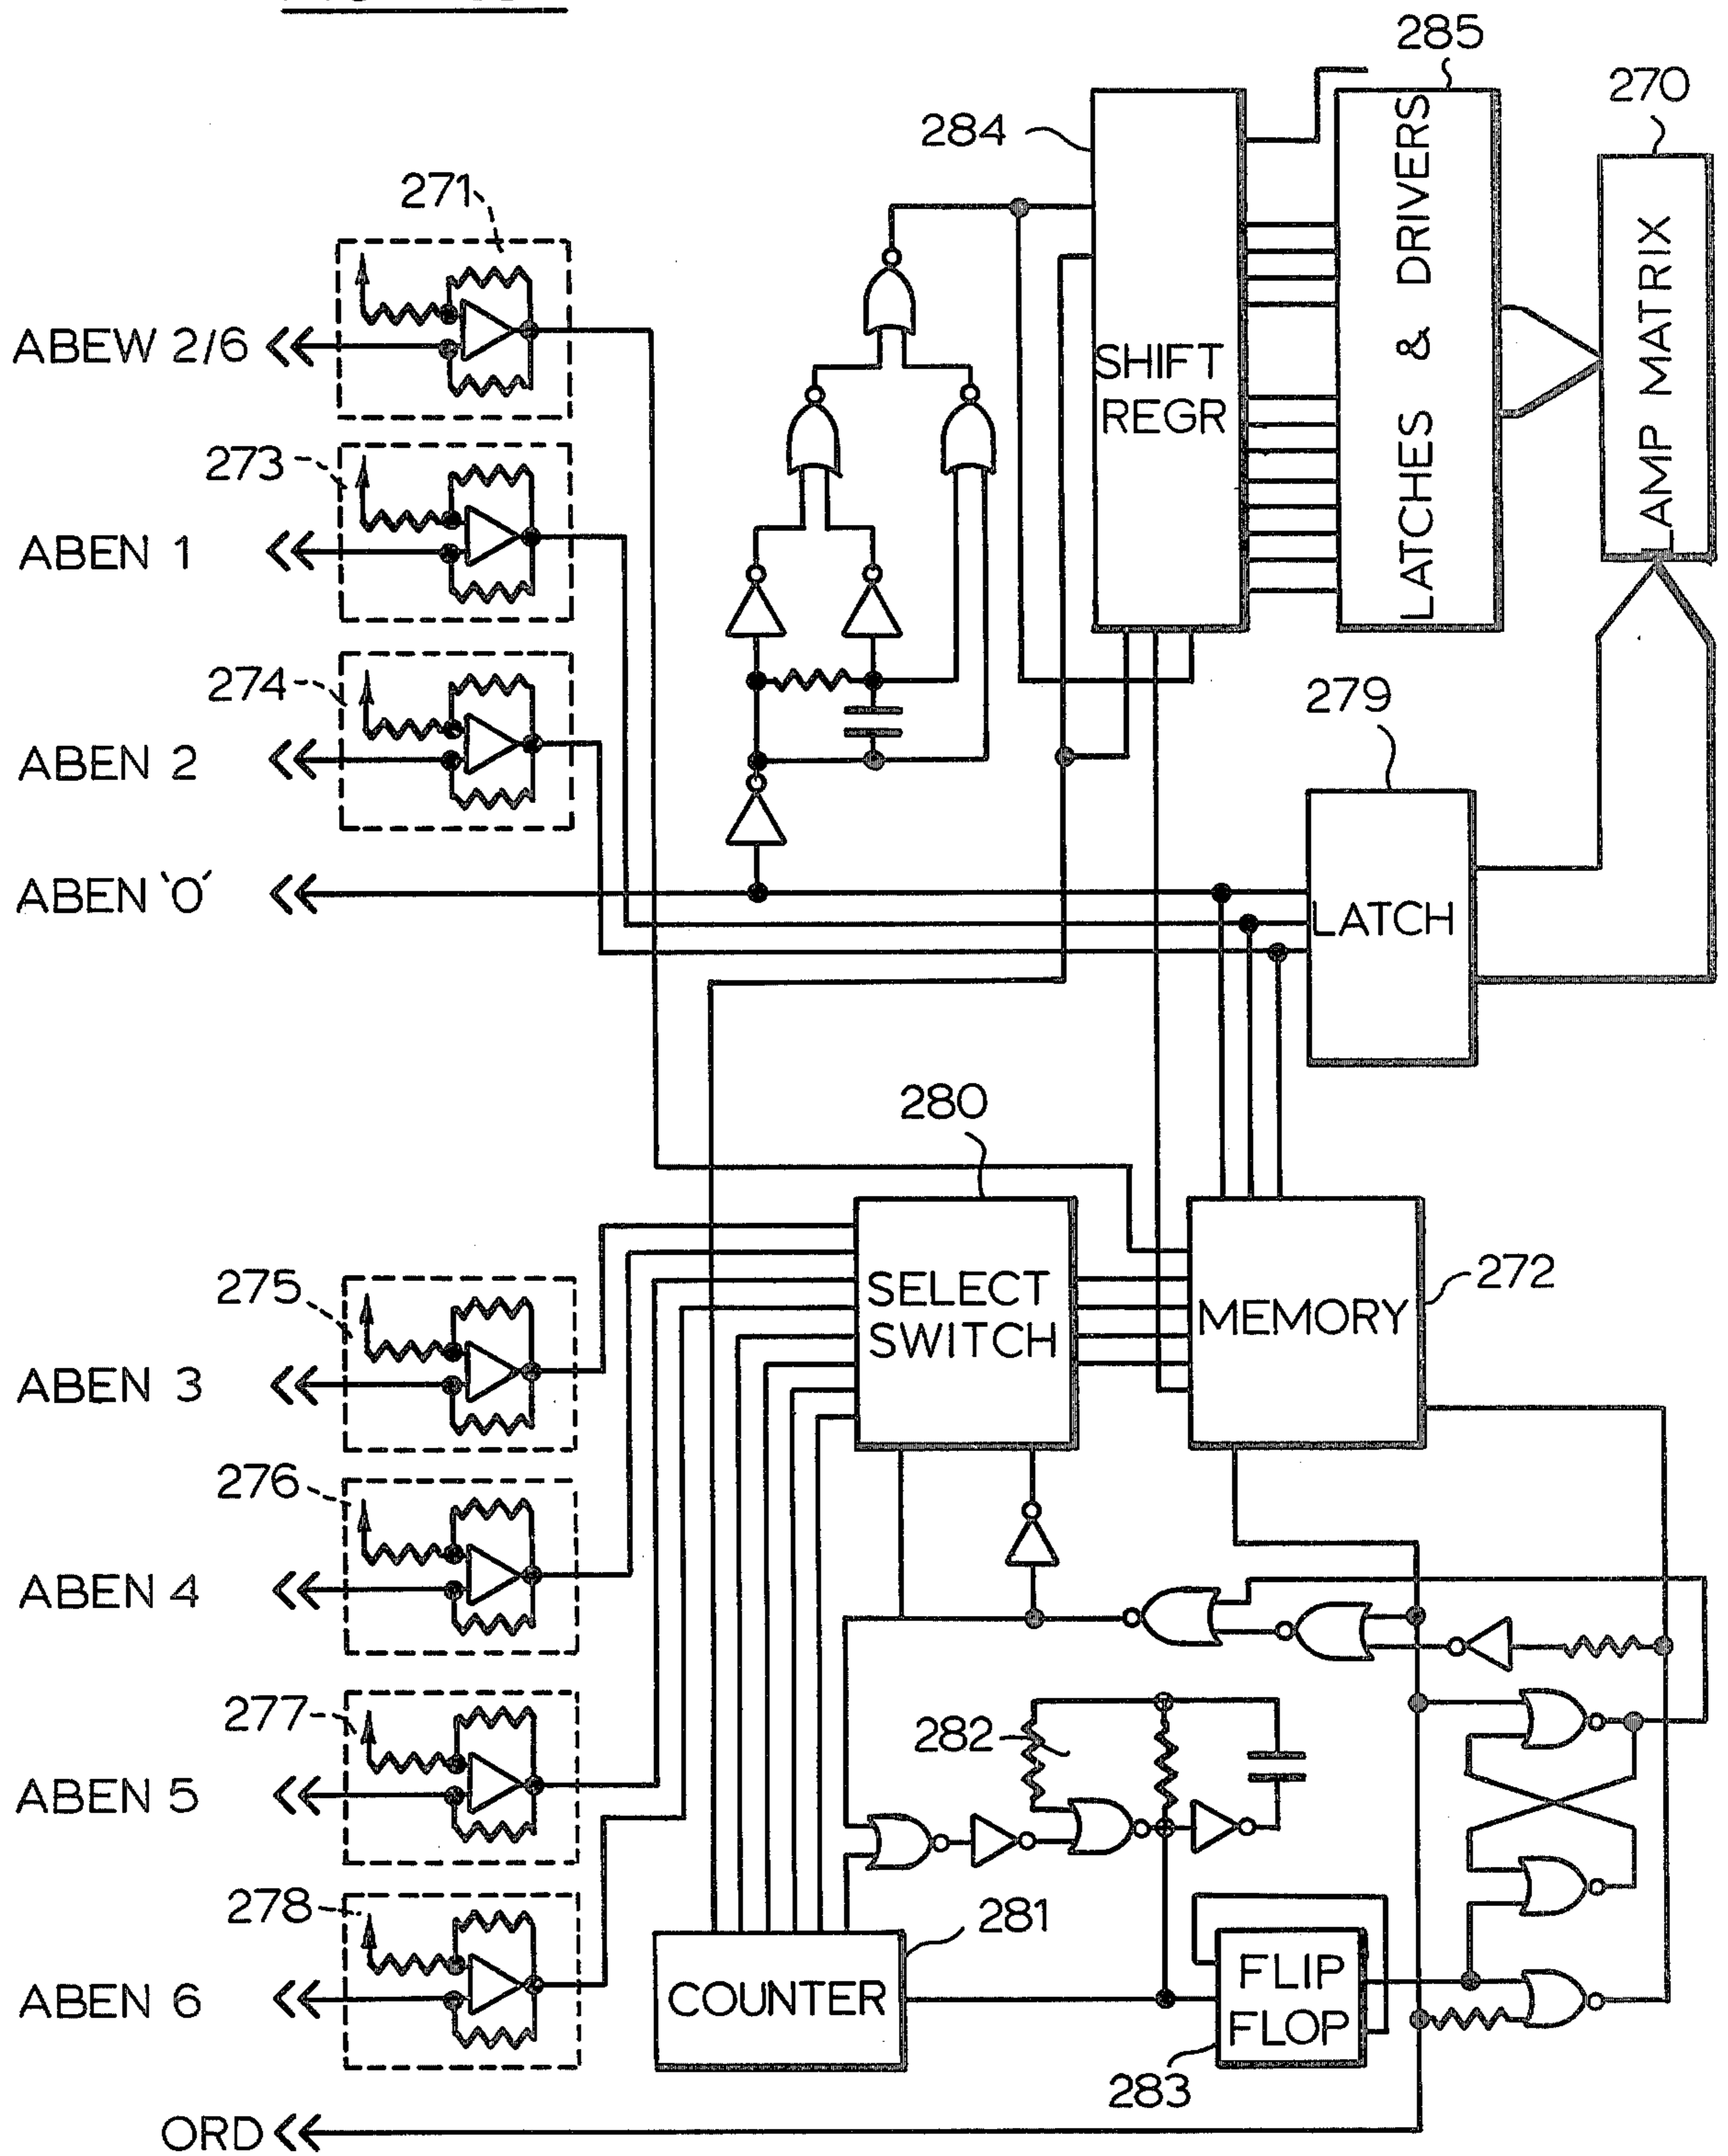 285
270
284
271
LATCHES & DRIVERS
LAMP MATRIX
SHIFT
REGR
ABEW 2/6
273
ABEN 1
274
ABEN 2
279
ABEN '0'
LATCH
280
275
SELECT
SWITCH
MEMORY
272
ABEN 3
276
ABEN 4
277
282
ABEN 5
278
281
FLIP
FLOP
COUNTER
ABEN 6
283
ORD